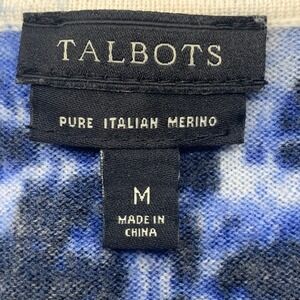 TALBOTS
PURE ITALIAN MERINO
M
MADE IN
CHINA